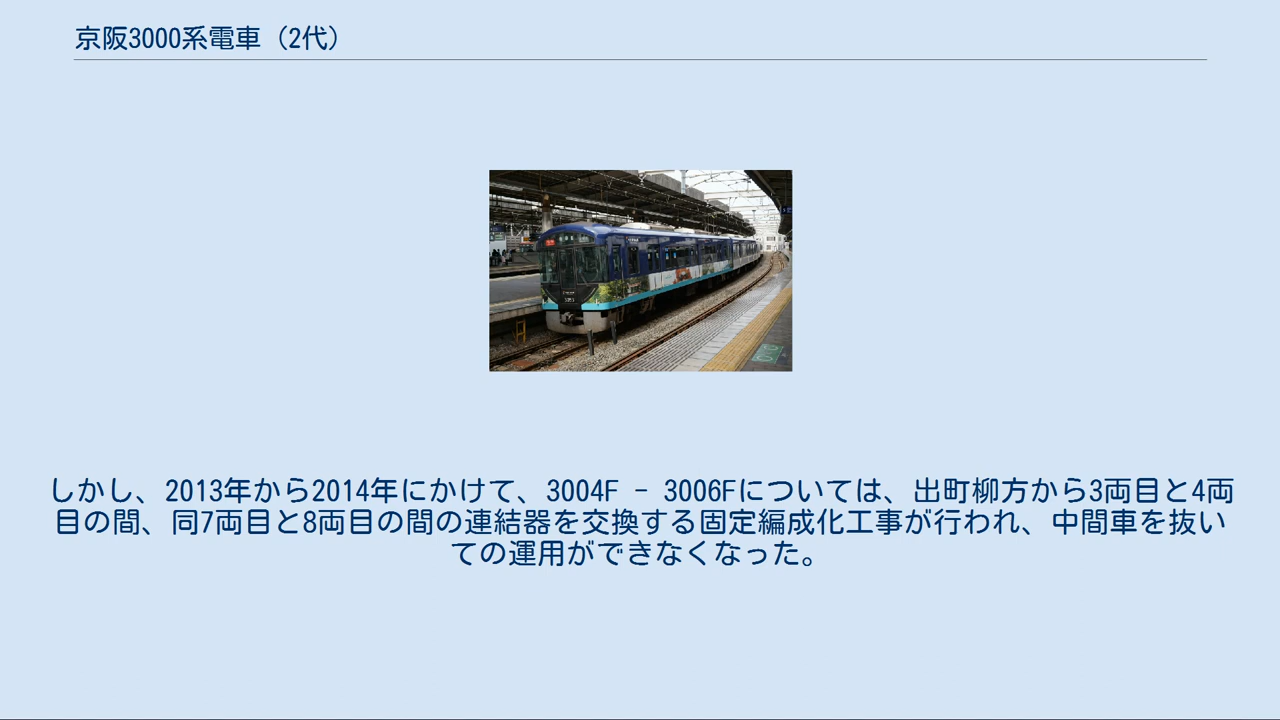 京阪3000系電車（2代）
しかし、2013年から2014年にかけて、3004F - 3006Fについては、出町柳方から3両目と4両
目の間、同7両目と8両目の間の連結器を交換する固定編成化工事が行われ、中間車を抜い
ての運用ができなくなった。